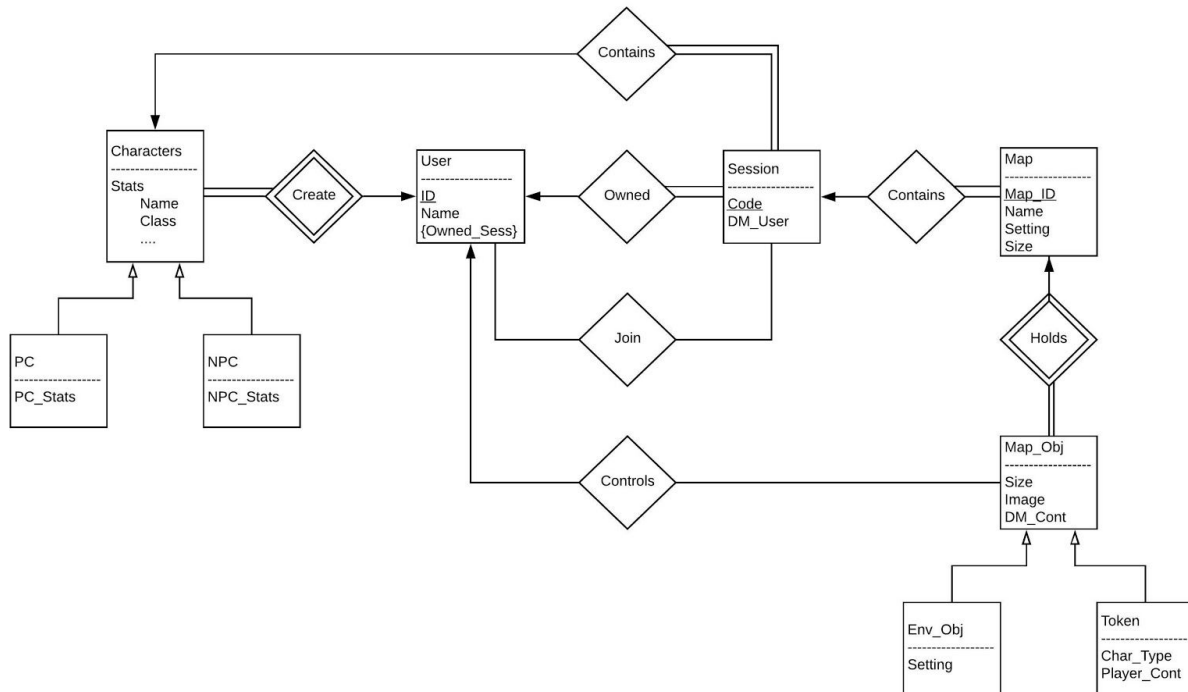 Contains
Characters
Stats
Name
Class
....
Create
User
ID
Name
{Owned_Sess}
Owned
Session
Code
DM_User
Contains
Map
Map_ID
Name
Setting
Size
Join
Holds
PC
PC_Stats
NPC
NPC_Stats
Controls
Map_Obj
Size
Image
DM_Cont
Env_Obj
Setting
Token
Char_Type
Player_Cont